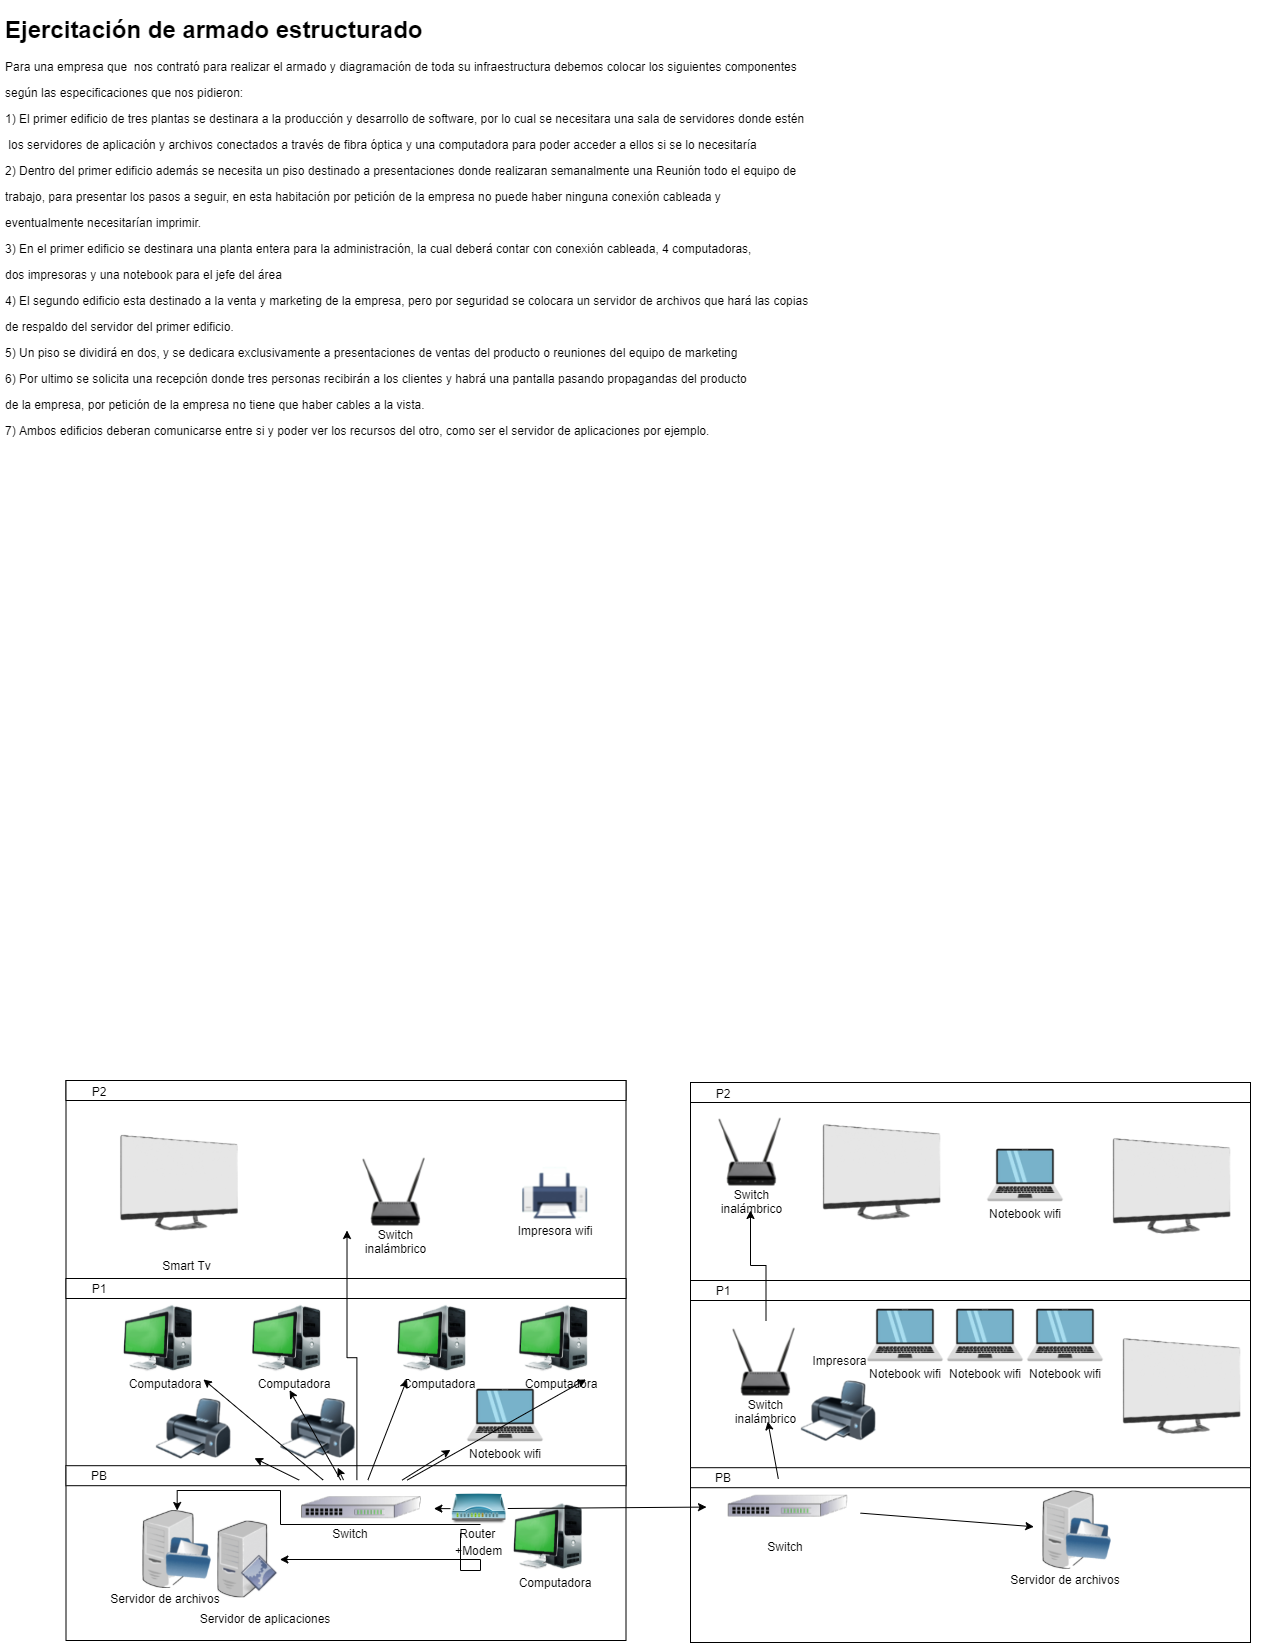 Ejercitación de armado estructurado
Para una empresa que  nos contrató para realizar el armado y diagramación de toda su infraestructura debemos colocar los siguientes componentes
según las especificaciones que nos pidieron:
1) El primer edificio de tres plantas se destinara a la producción y desarrollo de software, por lo cual se necesitara una sala de servidores donde estén
los servidores de aplicación y archivos conectados a través de fibra óptica y una computadora para poder acceder a ellos si se lo necesitaría
2) Dentro del primer edificio además se necesita un piso destinado a presentaciones donde realizaran semanalmente una Reunión todo el equipo de
trabajo, para presentar los pasos a seguir, en esta habitación por petición de la empresa no puede haber ninguna conexión cableada y
eventualmente necesitarían imprimir.
3) En el primer edificio se destinara una planta entera para la administración, la cual deberá contar con conexión cableada, 4 computadoras,
dos impresoras y una notebook para el jefe del área
4) El segundo edificio esta destinado a la venta y marketing de la empresa, pero por seguridad se colocara un servidor de archivos que hará las copias
de respaldo del servidor del primer edificio.
5) Un piso se dividirá en dos, y se dedicara exclusivamente a presentaciones de ventas del producto o reuniones del equipo de marketing
6) Por ultimo se solicita una recepción donde tres personas recibirán a los clientes y habrá una pantalla pasando propagandas del producto
de la empresa, por petición de la empresa no tiene que haber cables a la vista.
7) Ambos edificios deberan comunicarse entre si y poder ver los recursos del otro, como ser el servidor de aplicaciones por ejemplo.
P2
Smart Tv
Switch
inalámbrico
Impresora wifi
P1
Computadora
Computadora
Computadora
Computadora
Notebook wifi
PB
Switch
Router
+Modem
Computadora
Servidor de archivos
Servidor de aplicaciones
P2
Switch
inalámbrico
Notebook wifi
P1
Impresora
Notebook wifi
Notebook wifi
Notebook wifi
Switch
inalámbrico
PB
Switch
Servidor de archivos